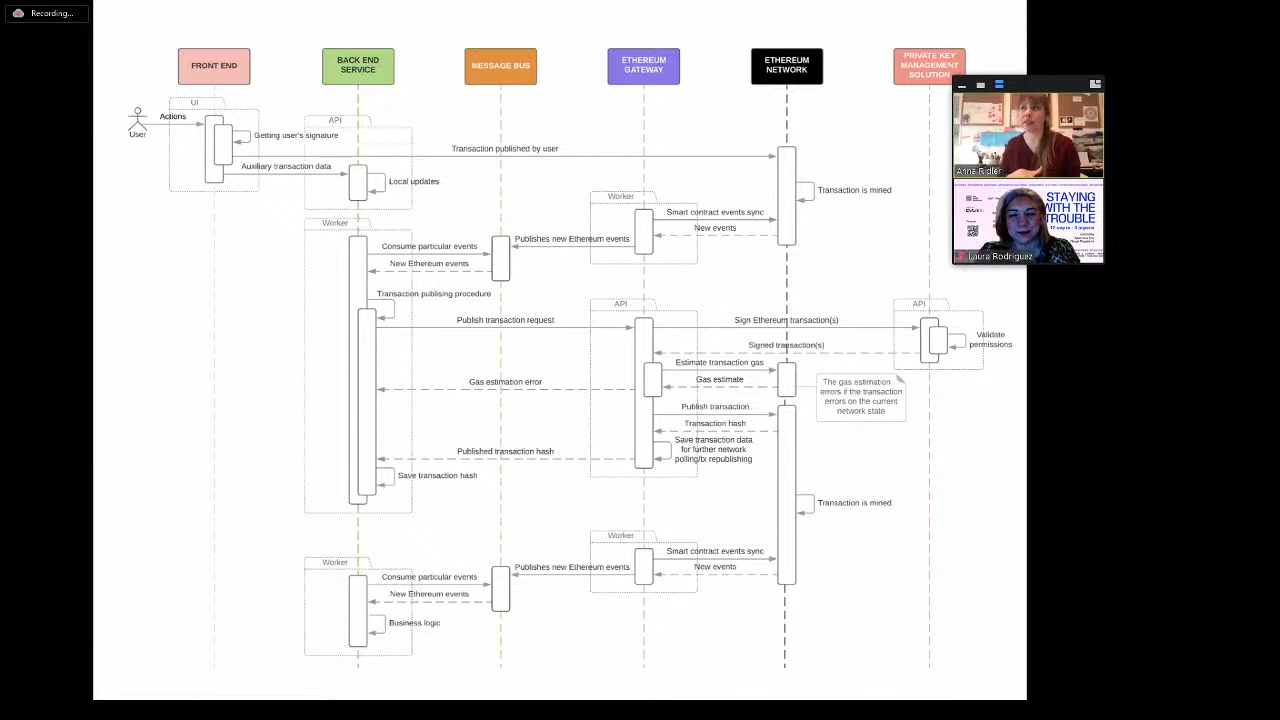 Recording...
FRONT END
BACK END
SERVICE
MESSAGE BUS
ETHEREUM
GATEWAY
ETHEREUM
NETWORK
PRIVATE KEY
MANAGEMENT
SOLUTION
UI
User
Actions
Getting user's signature
API
Transaction published by user
Auxiliary transaction data
Local updates
Transaction is mined
Worker
Smart contract events sync
New events
Worker
Consume particular events
Publishes new Ethereum events
New Ethereum events
Transaction publising procedure
API
API
Publish transaction request
Sign Ethereum transaction(s)
Validate
permissions
Signed transaction(s)
Estimate transaction gas
Gas estimate
Gas estimation error
The gas estimation
errors if the transaction
errors on the current
network state
Publish transaction
Transaction hash
Save transaction data
for further network
polling/tx republishing
Published transaction hash
Save transaction hash
Transaction is mined
Worker
Smart contract events sync
New events
Worker
Publishes new Ethereum events
Consume particular events
New Ethereum events
Business logic
Anna Ridler
STAYING
WITH THE
TROUBLE
Laura Rodriguez